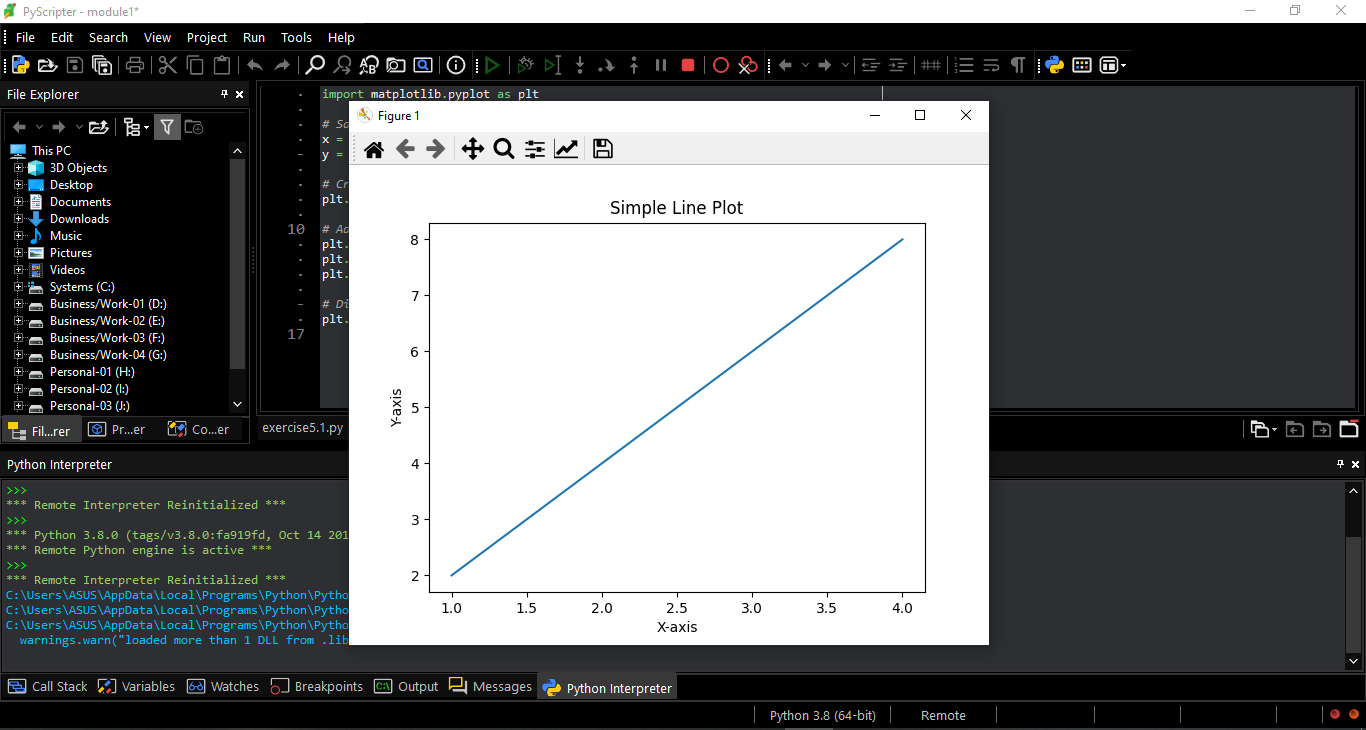 PyScripter - module1*
File Edit Search View Project Run Tools Help
File Explorer
This PC
3D Objects
Desktop
Documents
Downloads
Music
Pictures
Videos
Systems (C:)
Business/Work-01 (D:)
Business/Work-02 (E:)
Business/Work-03 (F:)
Business/Work-04 (G:)
Personal-01 (H:)
Personal-02 (I:)
Personal-03 (J:)
Fil...rer Pr...er Co...er
import matplotlib.pyplot as plt
# Sa
x =
y =
# Cr
plt.
10 # Ad
plt.
plt.
plt.
# Di
plt.
17
exercise5.1.py
Figure 1
Simple Line Plot
8
7
6
5
4
3
2
Y-axis
1.0 1.5 2.0 2.5 3.0 3.5 4.0
X-axis
Python Interpreter
>>>
*** Remote Interpreter Reinitialized ***
>>>
*** Python 3.8.0 (tags/v3.8.0:fa919fd, Oct 14 201
*** Remote Python engine is active ***
>>>
*** Remote Interpreter Reinitialized ***
C:\Users\ASUS\AppData\Local\Programs\Python\Pytho
C:\Users\ASUS\AppData\Local\Programs\Python\Pytho
C:\Users\ASUS\AppData\Local\Programs\Python\Pytho
warnings.warn("loaded more than 1 DLL from .lib
Call Stack Variables Watches Breakpoints Output Messages Python Interpreter
Python 3.8 (64-bit) Remote